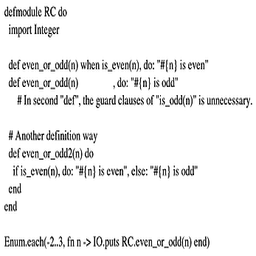 defmodule RC do
import Integer
def even_or_odd(n) when is_even(n), do: "#{n} is even"
def even_or_odd(n) , do: "#{n} is odd"
# In second "def", the guard clauses of "is_odd(n)" is unnecessary.
# Another definition way
def even_or_odd2(n) do
if is_even(n), do: "#{n} is even", else: "#{n} is odd"
end
end
Enum.each(-2..3, fn n -> IO.puts RC.even_or_odd(n) end)